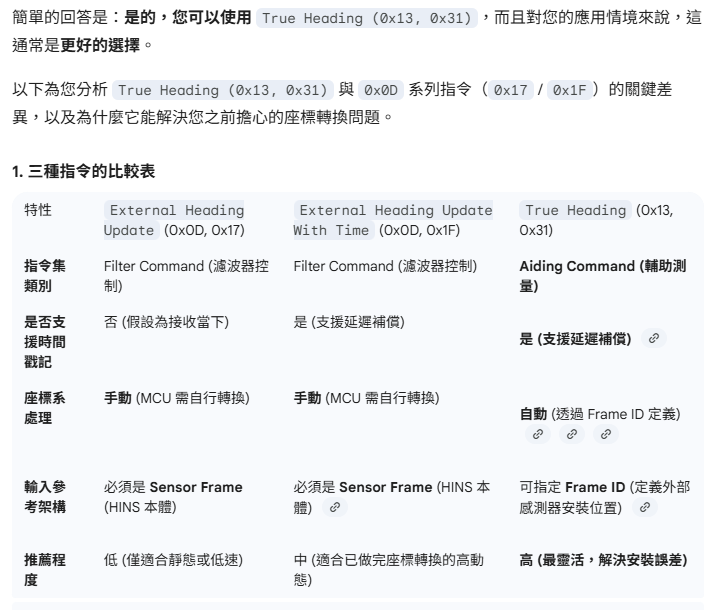 簡單的回答是：是的，您可以使用 True Heading (0x13, 0x31)，而且對您的應用情境來說，這
通常是更好的選擇。
以下為您分析 True Heading (0x13, 0x31) 與 0x0D 系列指令（0x17 / 0x1F）的關鍵差
異，以及為什麼它能解決您之前擔心的座標轉換問題。
1. 三種指令的比較表
特性
External Heading
Update (0x0D, 0x17)
External Heading Update
With Time (0x0D, 0x1F)
True Heading (0x13,
0x31)
指令集
類別
Filter Command (濾波器控
制)
Filter Command (濾波器控制)
Aiding Command (輔助測
量)
是否支
援時間
戳記
否 (假設為接收當下)
是 (支援延遲補償)
是 (支援延遲補償)
座標系
處理
手動 (MCU 需自行轉換)
手動 (MCU 需自行轉換)
自動 (透過 Frame ID 定義)
輸入參
考架構
必須是 Sensor Frame
(HINS 本體)
必須是 Sensor Frame (HINS 本
體)
可指定 Frame ID (定義外部
感測器安裝位置)
推薦程
度
低 (僅適合靜態或低速)
中 (適合已做完座標轉換的高動
態)
高 (最靈活，解決安裝誤差)